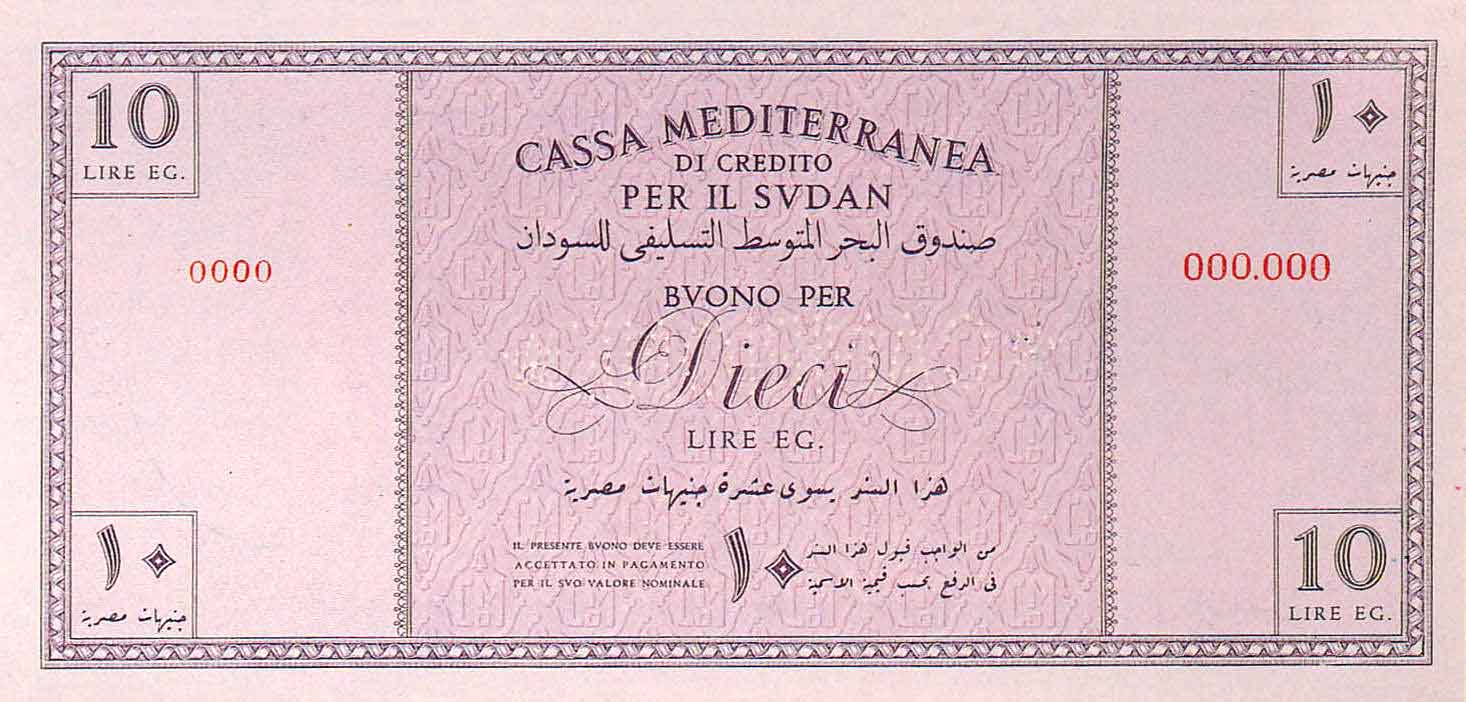 10
LIRE EG.
١٠
جنيهات مصرية
CASSA MEDITERRANEA
DI CREDITO
PER IL SVDAN
صندوق البحر المتوسط التسليفى للسودان
0000
000.000
BVONO PER
Dieci
LIRE EG.
هذا السند يسوى عشرة جنيهات مصرية
IL PRESENTE BVONO DEVE ESSERE
ACCETTATO IN PAGAMENTO
PER IL SVO VALORE NOMINALE
١٠
من الواجب قبول هذا السند
فى الدفع بحسب قيمية الاسمية
١٠
جنيهات مصرية
10
LIRE EG.